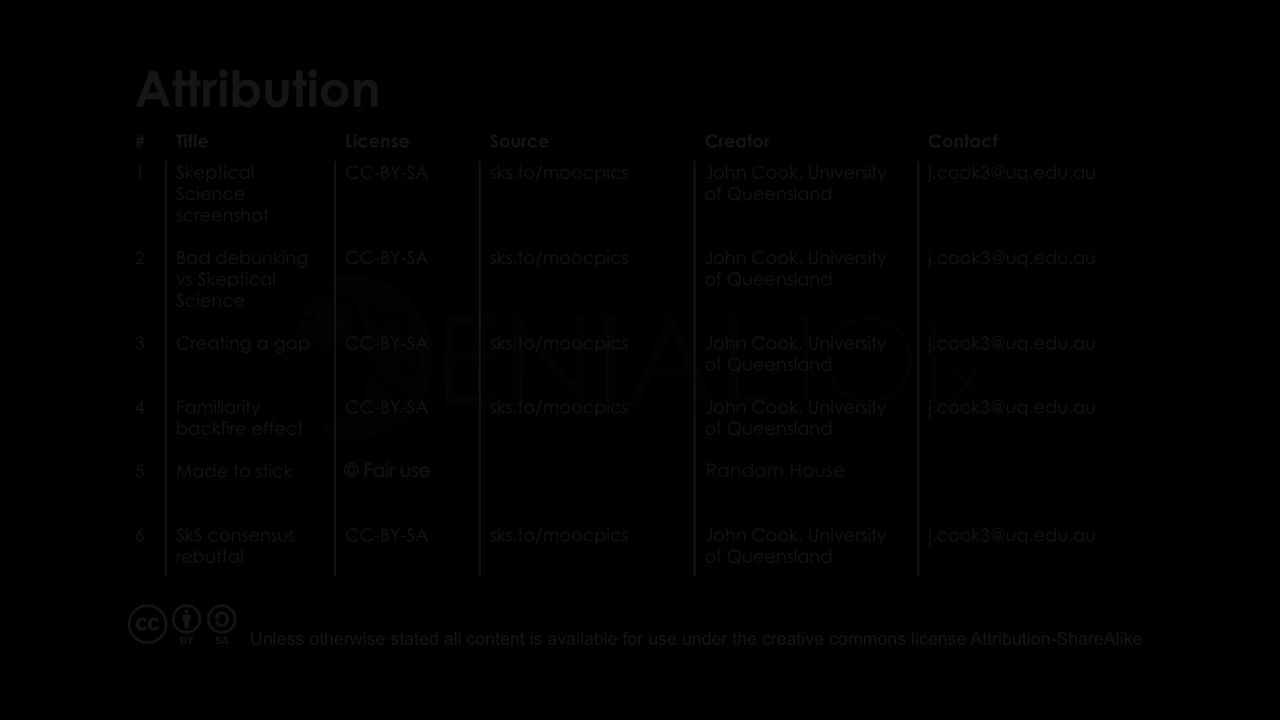 Attribution
# Title License Source Creator Contact
1 Skeptical CC-BY-SA sks.to/moocpics John Cook, University j.cook3@uq.edu.au
Science of Queensland
screenshot
2 Bad debunking CC-BY-SA sks.to/moocpics John Cook, University j.cook3@uq.edu.au
vs Skeptical of Queensland
Science
3 Creating a gap CC-BY-SA sks.to/moocpics John Cook, University j.cook3@uq.edu.au
of Queensland
DENIAL101x
4 Familiarity CC-BY-SA sks.to/moocpics John Cook, University j.cook3@uq.edu.au
backfire effect of Queensland
5 Made to stick © Fair use Random House
6 SkS consensus CC-BY-SA sks.to/moocpics John Cook, University j.cook3@uq.edu.au
rebuttal of Queensland
cc BY SA Unless otherwise stated all content is available for use under the creative commons license Attribution-ShareAlike